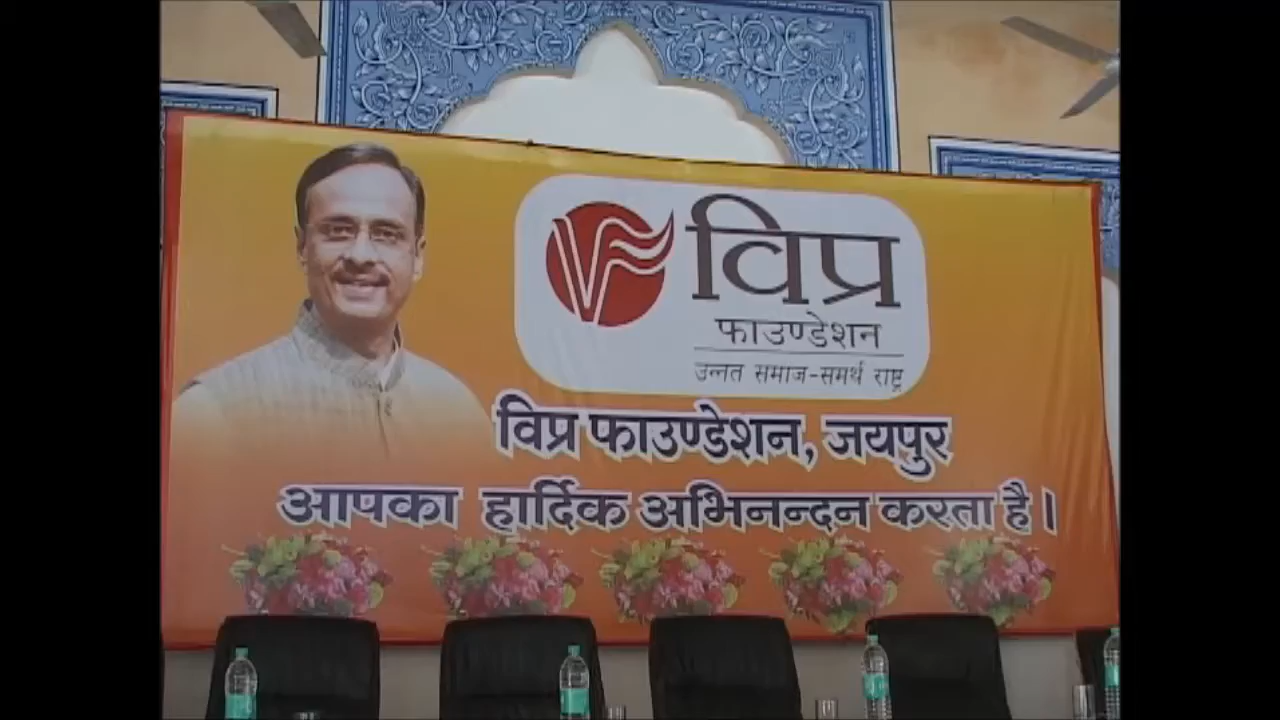 विप्र
फाउण्डेशन
उन्नत समाज-समर्थ राष्ट्र
विप्र फाउण्डेशन, जयपुर
आपका हार्दिक अभिनन्दन करता है।